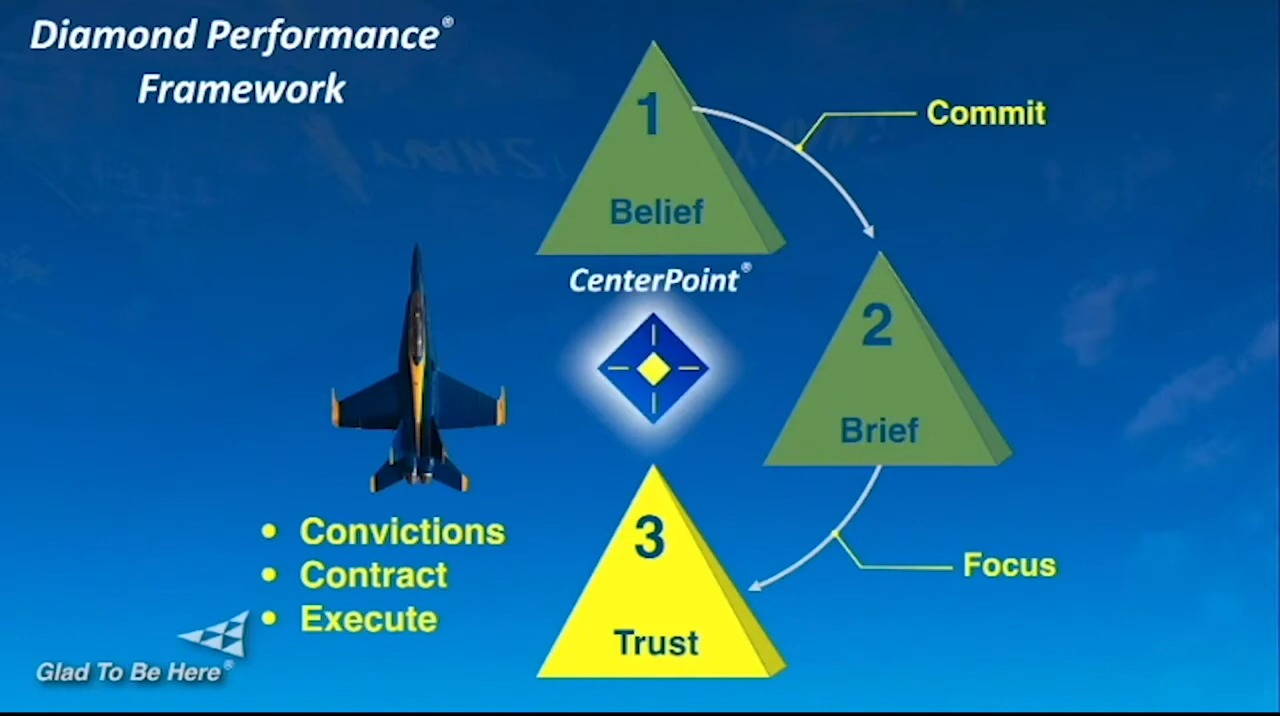 Diamond Performance®
Framework
1
Belief
Commit
CenterPoint®
2
Brief
• Convictions
• Contract
• Execute
3
Trust
Focus
Glad To Be Here®